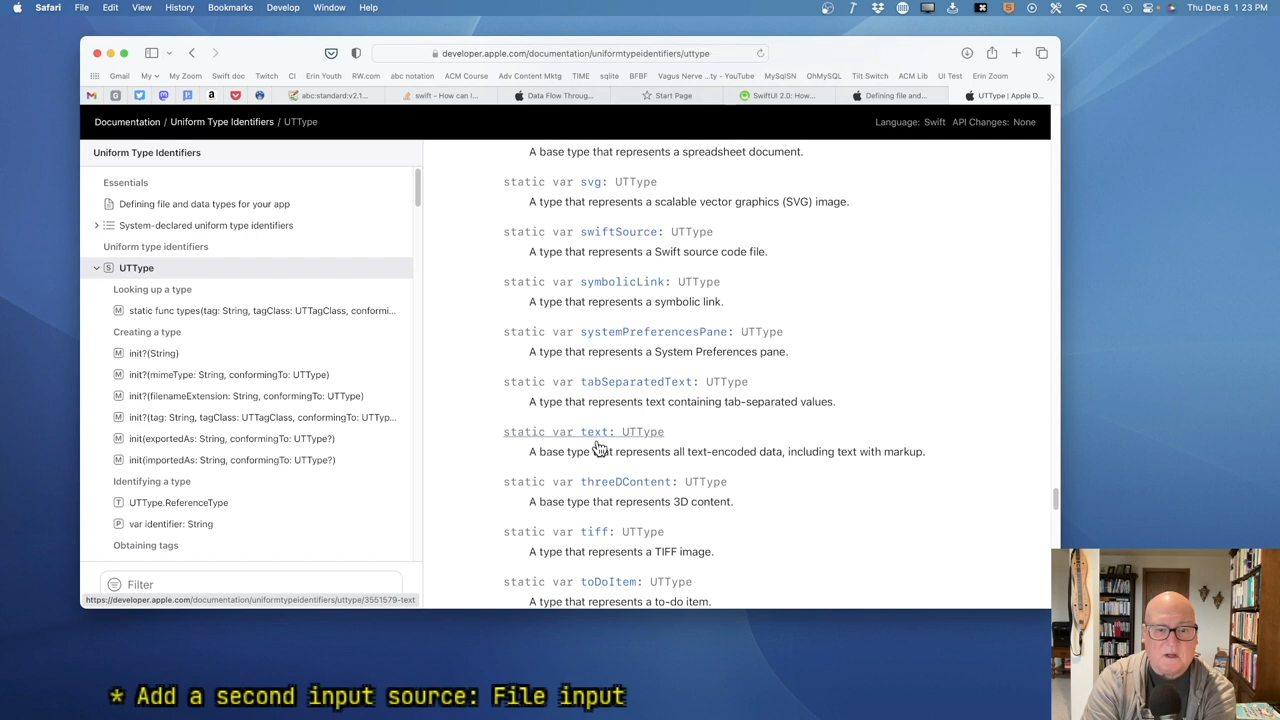 Safari File Edit View History Bookmarks Develop Window Help Thu Dec 8 1:23 PM
developer.apple.com/documentation/uniformtypeidentifiers/uttype
Gmail My My Zoom Swift doc Twitch CI Erin Youth RW.com abc notation ACM Course Adv Content Mktg TIME sqlite BFBF Vagus Nerve ...ty - YouTube MySqlSN OhMySQL Tilt Switch ACM Lib UI Test Erin Zoom
abc:standard:v2.1... swift - How can I... Data Flow Throug... Start Page SwiftUI 2.0: How... Defining file and... UTType | Apple D...
Documentation / Uniform Type Identifiers / UTType Language: Swift API Changes: None
Uniform Type Identifiers
Essentials
Defining file and data types for your app
System-declared uniform type identifiers
Uniform type identifiers
UTType
Looking up a type
static func types(tag: String, tagClass: UTTagClass, conformi...
Creating a type
init?(String)
init?(mimeType: String, conformingTo: UTType)
init?(filenameExtension: String, conformingTo: UTType)
init?(tag: String, tagClass: UTTagClass, conformingTo: UTTyp...
init(exportedAs: String, conformingTo: UTType?)
init(importedAs: String, conformingTo: UTType?)
Identifying a type
UTType.ReferenceType
var identifier: String
Obtaining tags
Filter
https://developer.apple.com/documentation/uniformtypeidentifiers/uttype/3551579-text
A base type that represents a spreadsheet document.
static var svg: UTType
A type that represents a scalable vector graphics (SVG) image.
static var swiftSource: UTType
A type that represents a Swift source code file.
static var symbolicLink: UTType
A type that represents a symbolic link.
static var systemPreferencesPane: UTType
A type that represents a System Preferences pane.
static var tabSeparatedText: UTType
A type that represents text containing tab-separated values.
static var text: UTType
A base type that represents all text-encoded data, including text with markup.
static var threeDContent: UTType
A base type that represents 3D content.
static var tiff: UTType
A type that represents a TIFF image.
static var toDoItem: UTType
A type that represents a to-do item.
* Add a second input source: File input